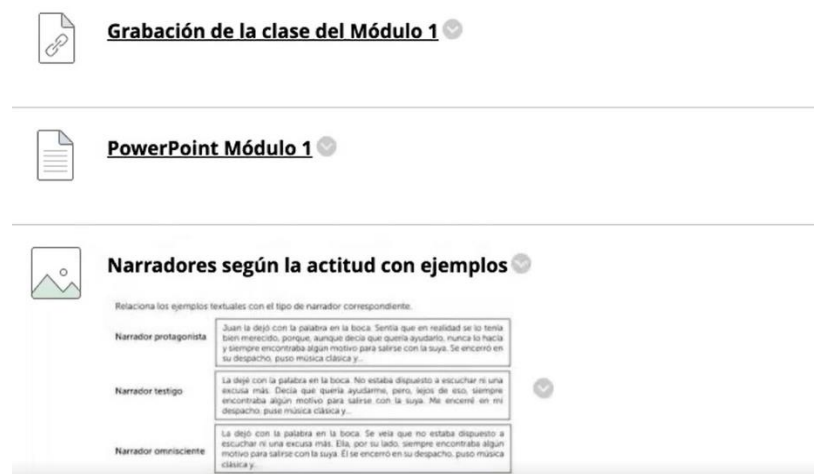 Grabación de la clase del Módulo 1
PowerPoint Módulo 1
Narradores según la actitud con ejemplos
Relaciona los ejemplos textuales con el tipo de narrador correspondiente.
Narrador protagonista
Juan la dejó con la palabra en la boca. Sentía que en realidad se lo tenía
bien merecido, porque, aunque decía que quería ayudarlo, nunca lo hacía
y siempre encontraba algún motivo para salirse con la suya. Se encerró en
su despacho, puso música clásica y...
Narrador testigo
La dejé con la palabra en la boca. No estaba dispuesto a escuchar ni una
excusa más. Decía que quería ayudarme, pero, lejos de eso, siempre
encontraba algún motivo para salirse con la suya. Me encerré en mi
despacho, puse música clásica y...
Narrador omnisciente
La dejó con la palabra en la boca. Se veía que no estaba dispuesto a
escuchar ni una excusa más. Ella, por su lado, siempre encontraba algún
motivo para salirse con la suya. Él se encerró en su despacho, puso música
clásica y...